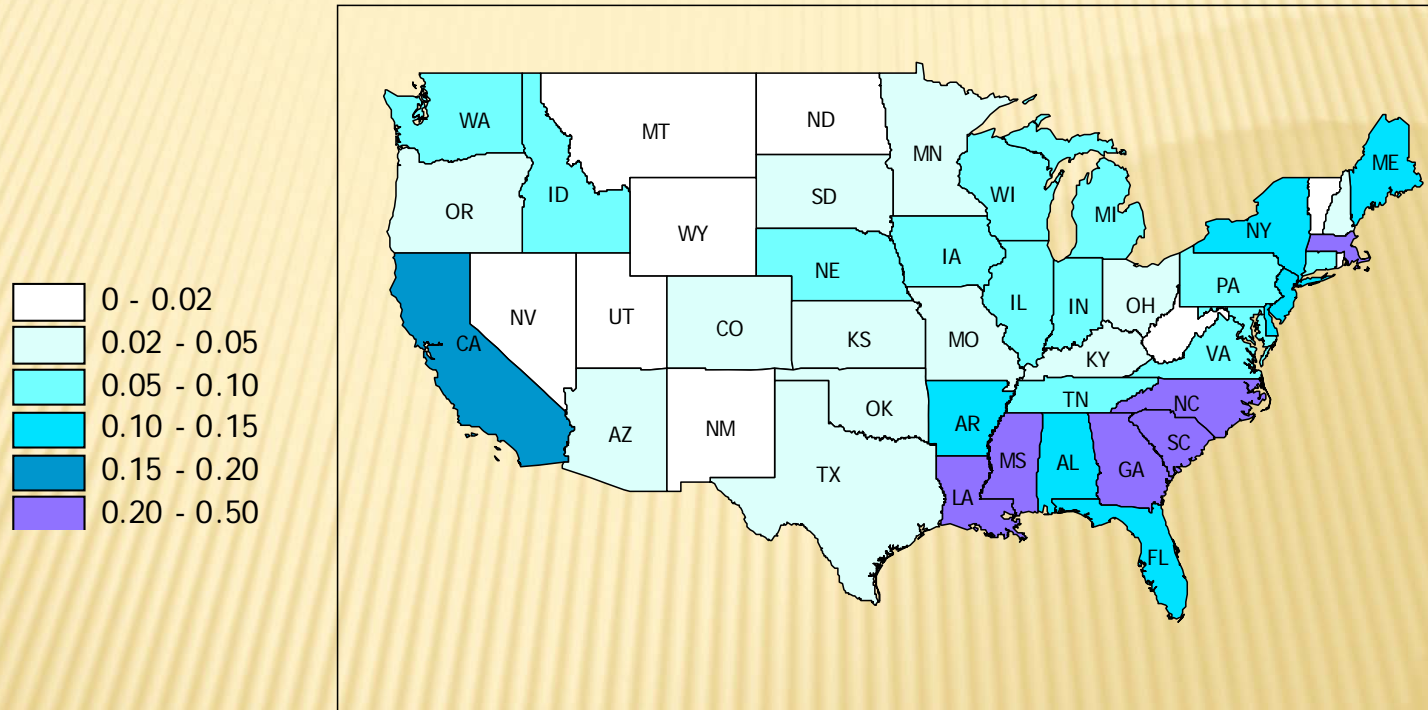 0 - 0.02
0.02 - 0.05
0.05 - 0.10
0.10 - 0.15
0.15 - 0.20
0.20 - 0.50
WA
MT
ND
MN
ME
OR
ID
SD
WI
MI
NY
WY
NE
IA
PA
NV
UT
CO
KS
MO
IL
IN
OH
CA
KY
VA
AZ
NM
OK
AR
TN
NC
TX
LA
MS
AL
GA
SC
FL